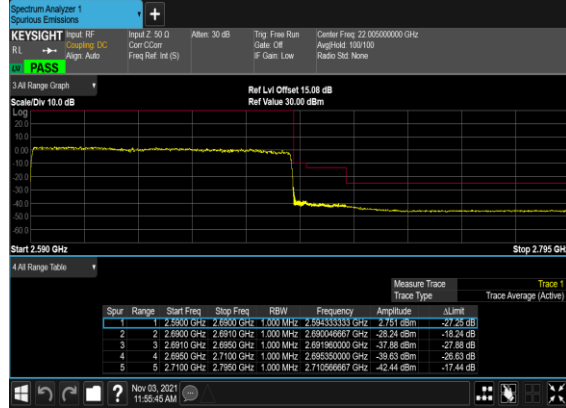 Spectrum Analyzer 1
Spurious Emissions
KEYSIGHT Input: RF Input Z: 50 Ω Atten: 30 dB Trig: Free Run Center Freq: 22.005000000 GHz
RL Coupling: DC Corr CCorr Gate: Off Avg|Hold: 100/100
Align: Auto Freq Ref: Int (S) IF Gain: Low Radio Std: None
PASS
3 All Range Graph
Ref Lvl Offset 15.08 dB
Scale/Div 10.0 dB Ref Value 30.00 dBm
Log
20.0
10.0
0.00
-10.0
-20.0
-30.0
-40.0
-50.0
-60.0
Start 2.590 GHz Stop 2.795 GHz
4 All Range Table
Measure Trace Trace 1
Trace Type Trace Average (Active)
Spur Range Start Freq Stop Freq RBW Frequency Amplitude ΔLimit
1 1 2.5900 GHz 2.6900 GHz 1.000 MHz 2.594333333 GHz 2.751 dBm -27.25 dB
2 2 2.6900 GHz 2.6910 GHz 1.000 MHz 2.690046667 GHz -28.24 dBm -18.24 dB
3 3 2.6910 GHz 2.6950 GHz 1.000 MHz 2.691960000 GHz -37.88 dBm -27.88 dB
4 4 2.6950 GHz 2.7100 GHz 1.000 MHz 2.695350000 GHz -39.63 dBm -26.63 dB
5 5 2.7100 GHz 2.7950 GHz 1.000 MHz 2.710566667 GHz -42.44 dBm -17.44 dB
Nov 03, 2021
11:55:45 AM